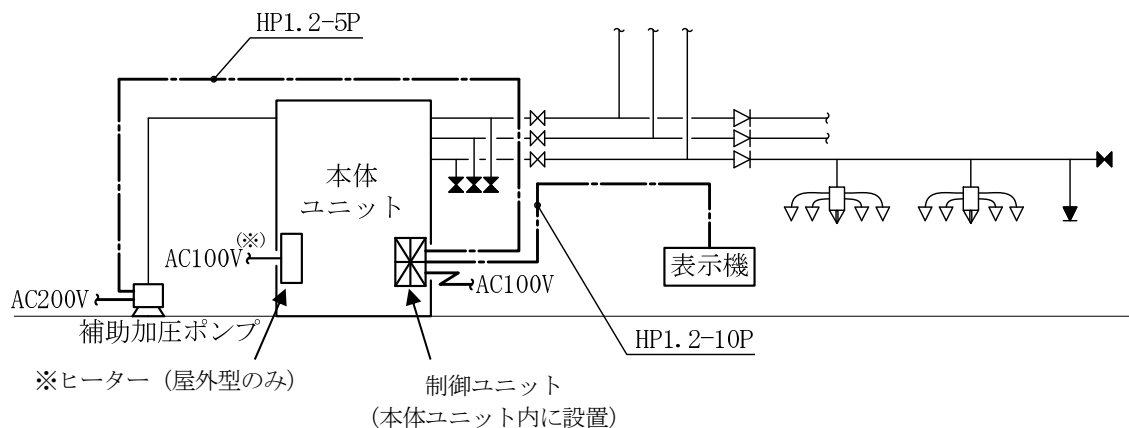 HP1.2-5P
本体
ユニット
(※)
AC100V
AC100V
表示機
AC200V
補助加圧ポンプ
HP1.2-10P
※ヒーター（屋外型のみ）
制御ユニット
（本体ユニット内に設置）